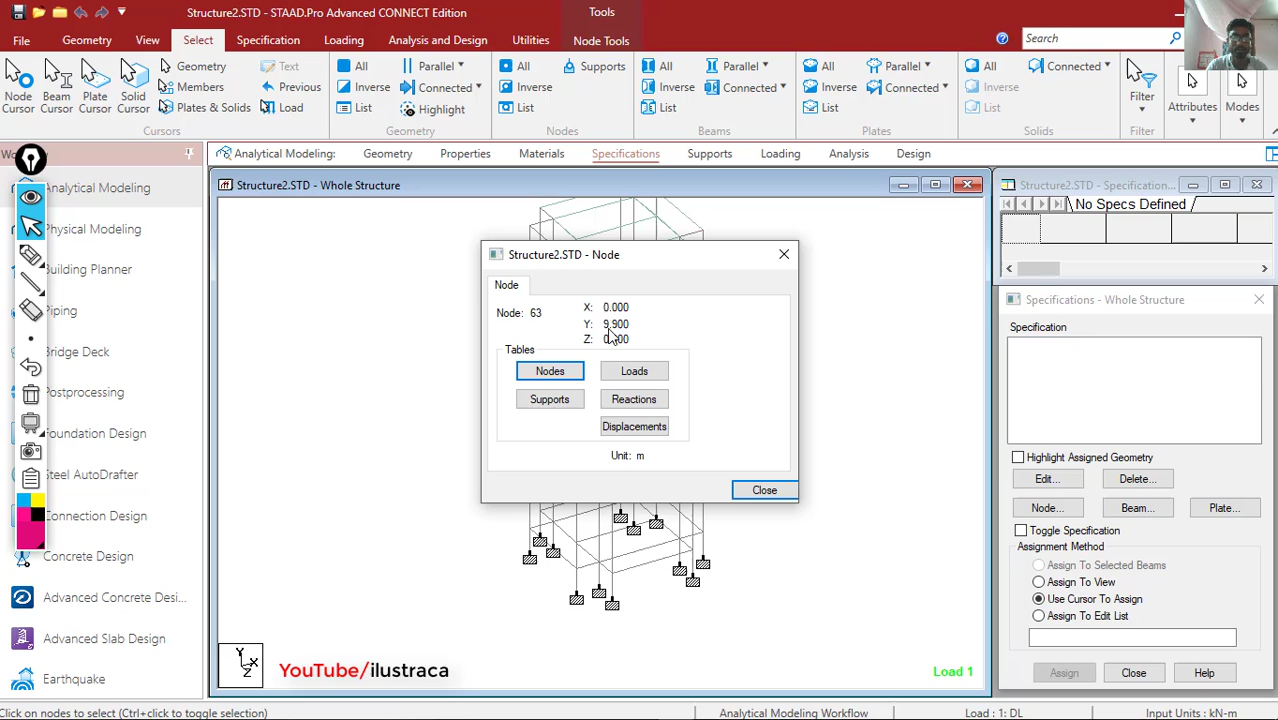 Structure2.STD - STAAD.Pro Advanced CONNECT Edition
Tools
File
Geometry
View
Select
Specification
Loading
Analysis and Design
Utilities
Node Tools
Search
Node Cursor
Beam Cursor
Plate Cursor
Solid Cursor
Geometry
Members
Plates & Solids
Text
Previous
Load
Cursors
All
Inverse
List
Parallel
Connected
Highlight
Geometry
All
Inverse
List
Supports
Nodes
All
Inverse
List
Parallel
Connected
Beams
All
Inverse
List
Parallel
Connected
Plates
All
Inverse
List
Connected
Solids
Filter
Filter
Attributes
Modes
Analytical Modeling:
Geometry
Properties
Materials
Specifications
Supports
Loading
Analysis
Design
Analytical Modeling
Physical Modeling
Building Planner
Piping
Bridge Deck
Postprocessing
Foundation Design
Steel AutoDrafter
Connection Design
Concrete Design
Advanced Concrete Desi...
Advanced Slab Design
Earthquake
Structure2.STD - Whole Structure
Structure2.STD - Node
Node
Node: 63
X: 0.000
Y: 9.900
Tables
Nodes
Loads
Supports
Reactions
Displacements
Unit: m
Close
Y
X
Z
YouTube/ilustraca
Load 1
Structure2.STD - Specification...
No Specs Defined
Specifications - Whole Structure
Specification
Highlight Assigned Geometry
Edit...
Delete...
Node...
Beam...
Plate...
Toggle Specification
Assignment Method
Assign To Selected Beams
Assign To View
Use Cursor To Assign
Assign To Edit List
Assign
Close
Help
Click on nodes to select (Ctrl+click to toggle selection)
Analytical Modeling Workflow
Load : 1: DL
Input Units : kN-m